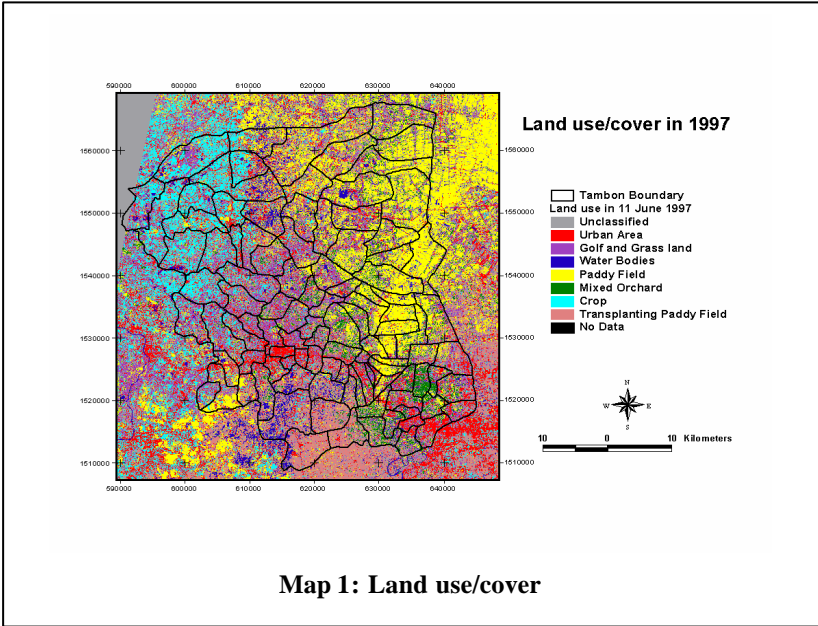 590000 600000 610000 620000 630000 640000
Land use/cover in 1997
1560000 1560000
1550000 1550000
1540000 1540000
1530000 1530000
1520000 1520000
1510000 1510000
590000 600000 610000 620000 630000 640000
Tambon Boundary
Land use in 11 June 1997
Unclassified
Urban Area
Golf and Grass land
Water Bodies
Paddy Field
Mixed Orchard
Crop
Transplanting Paddy Field
No Data
N
W E
S
10 0 10 Kilometers
Map 1: Land use/cover